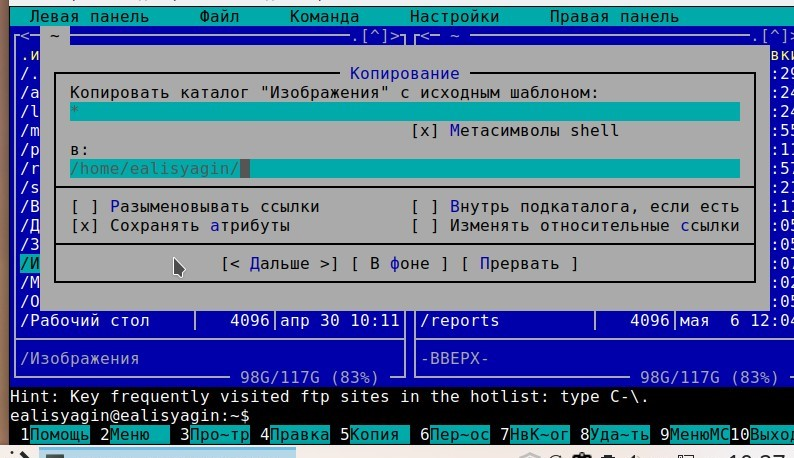 Левая панель Файл Команда Настройки Правая панель
<─ ~ .[^]> <─ ~ .[^]>
Копирование
Копировать каталог "Изображения" с исходным шаблоном:
*
[x] Метасимволы shell
в:
/home/ealisyagin/
[ ] Разыменовывать ссылки [ ] Внутрь подкаталога, если есть
[x] Сохранять атрибуты [ ] Изменять относительные ссылки
[< Дальше >] [ В фоне ] [ Прервать ]
/Рабочий стол 4096 апр 30 10:11 /reports 4096 мая 6 12:04
/Изображения -ВВЕРХ-
98G/117G (83%) 98G/117G (83%)
Hint: Key frequently visited ftp sites in the hotlist: type C-\.
ealisyagin@ealisyagin:~$
1Помощь 2Меню 3Про~тр 4Правка 5Копия 6Пер~ос 7НвК~ог 8Уда~ть 9МенюMC 10Выход